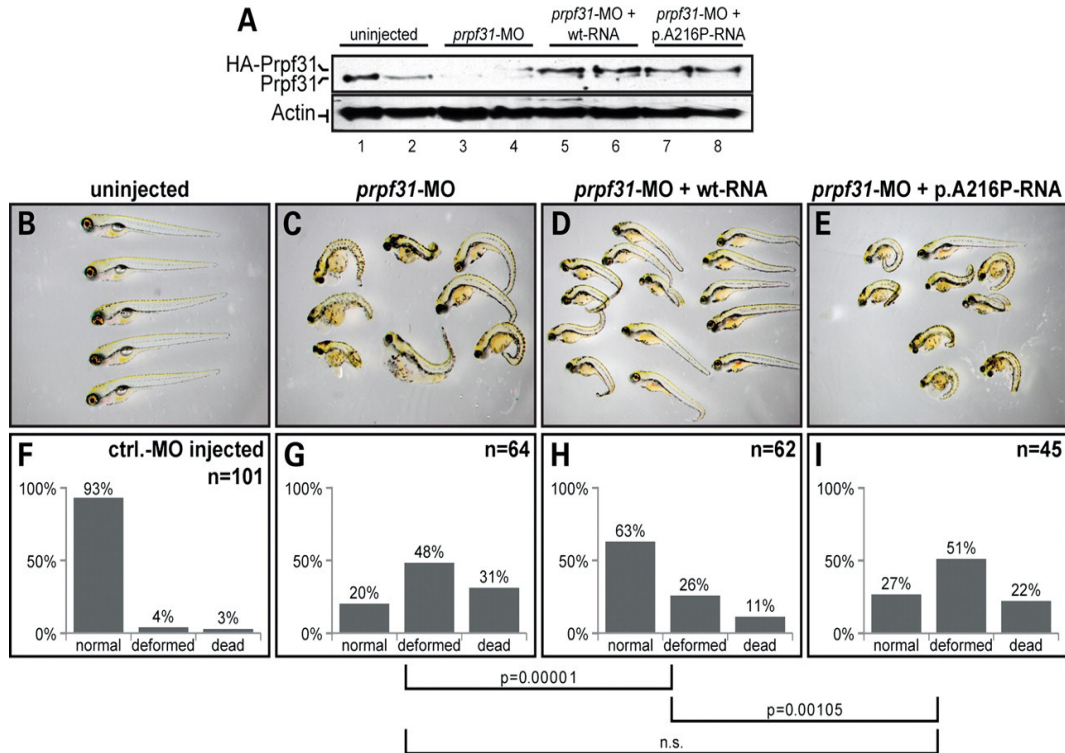 A
uninjected prpf31-MO prpf31-MO + wt-RNA prpf31-MO + p.A216P-RNA
HA-Prpf31
Prpf31
Actin
1 2 3 4 5 6 7 8
uninjected prpf31-MO prpf31-MO + wt-RNA prpf31-MO + p.A216P-RNA
B C D E
F ctrl.-MO injected
n=101
100%
93%
50%
4%
3%
0%
normal deformed dead
G n=64
100%
48%
50%
31%
20%
0%
normal deformed dead
H n=62
100%
63%
50%
26%
11%
0%
normal deformed dead
I n=45
100%
51%
50%
27%
22%
0%
normal deformed dead
p=0.00001
p=0.00105
n.s.